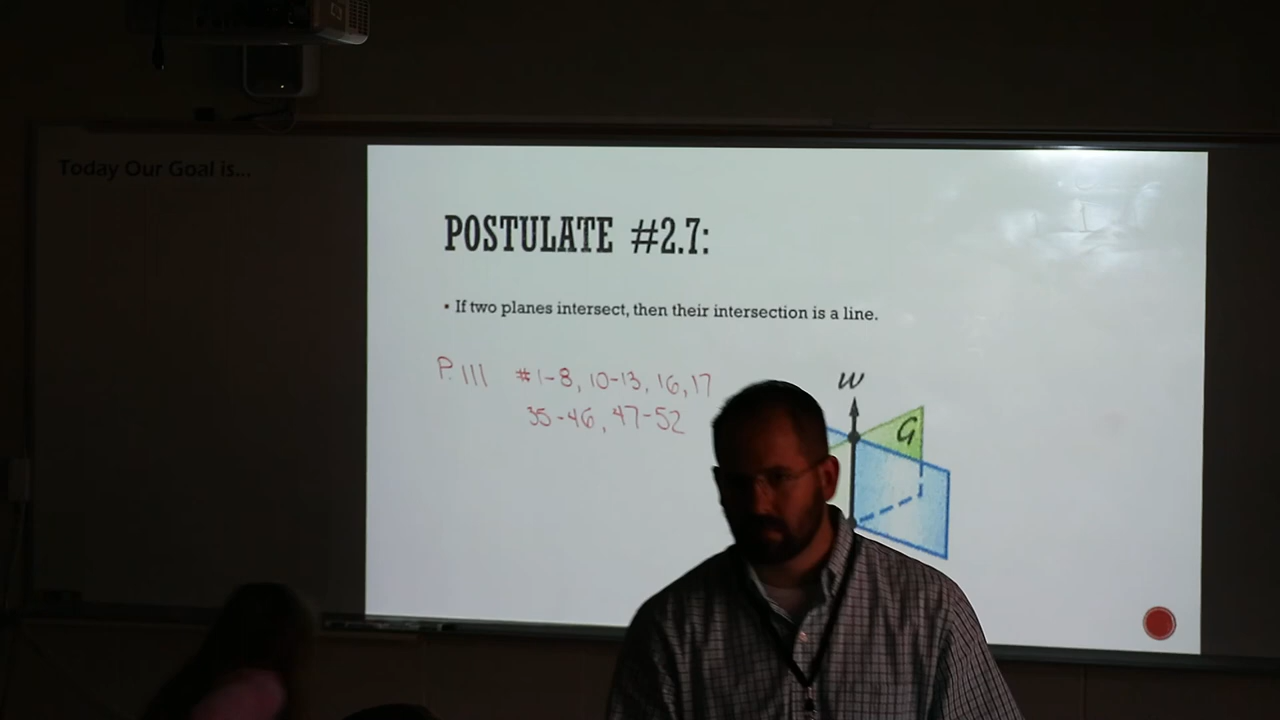 Today Our Goal is...
POSTULATE #2.7:
▪ If two planes intersect, then their intersection is a line.
P. 111 #1-8, 10-13, 16, 17
35-46, 47-52
W
G